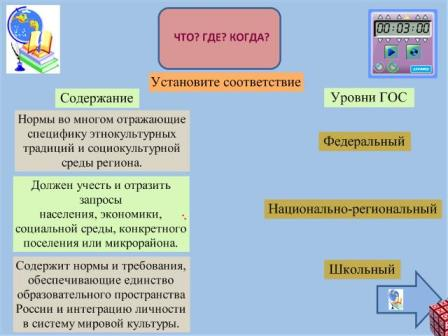 ЧТО? ГДЕ? КОГДА?
00:03:00
Установите соответствие
Содержание
Уровни ГОС
Нормы во многом отражающие
специфику этнокультурных
традиций и социокультурной
среды региона.
Федеральный
Должен учесть и отразить
запросы
населения, экономики,
социальной среды, конкретного
поселения или микрорайона.
Национально-региональный
Содержит нормы и требования,
обеспечивающие единство
образовательного пространства
России и интеграцию личности
в систему мировой культуры.
Школьный